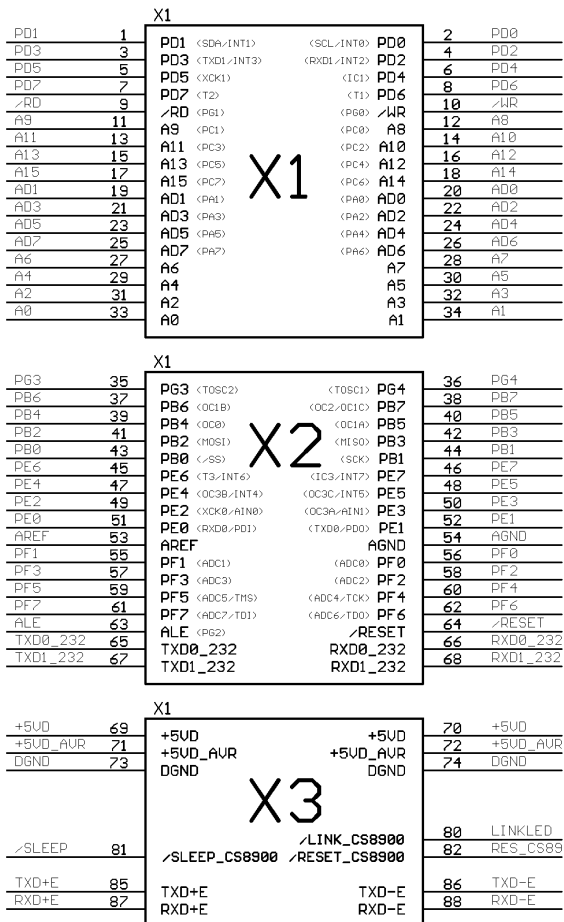 X1
PD1 1 PD1 (SDA/INT1) (SCL/INT0) PD0 2 PD0
PD3 3 PD3 (TXD1/INT3) (RXD1/INT2) PD2 4 PD2
PD5 5 PD5 (XCK1) (IC1) PD4 6 PD4
PD7 7 PD7 (T2) (T1) PD6 8 PD6
/RD 9 /RD (PG1) (PG0) /WR 10 /WR
A9 11 A9 (PC1) (PC0) A8 12 A8
A11 13 A11 (PC3) (PC2) A10 14 A10
A13 15 A13 (PC5) (PC4) A12 16 A12
A15 17 A15 (PC7) X1 (PC6) A14 18 A14
AD1 19 AD1 (PA1) (PA0) AD0 20 AD0
AD3 21 AD3 (PA3) (PA2) AD2 22 AD2
AD5 23 AD5 (PA5) (PA4) AD4 24 AD4
AD7 25 AD7 (PA7) (PA6) AD6 26 AD6
A6 27 A6 A7 28 A7
A4 29 A4 A5 30 A5
A2 31 A2 A3 32 A3
A0 33 A0 A1 34 A1
X1
PG3 35 PG3 (TOSC2) (TOSC1) PG4 36 PG4
PB6 37 PB6 (OC1B) (OC2/OC1C) PB7 38 PB7
PB4 39 PB4 (OC0) (OC1A) PB5 40 PB5
PB2 41 PB2 (MOSI) X2 (MISO) PB3 42 PB3
PB0 43 PB0 (/SS) (SCK) PB1 44 PB1
PE6 45 PE6 (T3/INT6) (IC3/INT7) PE7 46 PE7
PE4 47 PE4 (OC3B/INT4) (OC3C/INT5) PE5 48 PE5
PE2 49 PE2 (XCK0/AIN0) (OC3A/AIN1) PE3 50 PE3
PE0 51 PE0 (RXD0/PDI) (TXD0/PDO) PE1 52 PE1
AREF 53 AREF AGND 54 AGND
PF1 55 PF1 (ADC1) (ADC0) PF0 56 PF0
PF3 57 PF3 (ADC3) (ADC2) PF2 58 PF2
PF5 59 PF5 (ADC5/TMS) (ADC4/TCK) PF4 60 PF4
PF7 61 PF7 (ADC7/TDI) (ADC6/TDO) PF6 62 PF6
ALE 63 ALE (PG2) /RESET 64 /RESET
TXD0_232 65 TXD0_232 RXD0_232 66 RXD0_232
TXD1_232 67 TXD1_232 RXD1_232 68 RXD1_232
X1
+5VD 69 +5VD +5VD 70 +5VD
+5VD_AVR 71 +5VD_AVR +5VD_AVR 72 +5VD_AVR
DGND 73 DGND DGND 74 DGND
X3
/LINK_CS8900 80 LINKLED
/SLEEP 81 /SLEEP_CS8900 /RESET_CS8900 82 RES_CS89
TXD+E 85 TXD+E TXD-E 86 TXD-E
RXD+E 87 RXD+E RXD-E 88 RXD-E